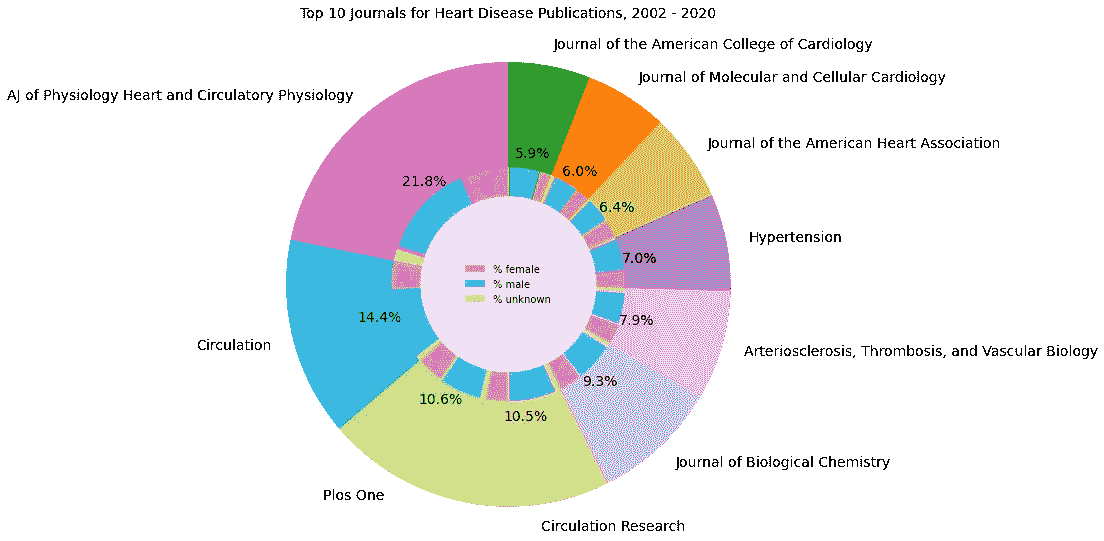 Top 10 Journals for Heart Disease Publications, 2002 - 2020
Journal of the American College of Cardiology
Journal of Molecular and Cellular Cardiology
AJ of Physiology Heart and Circulatory Physiology
Journal of the American Heart Association
5.9%
6.0%
21.8%
6.4%
Hypertension
7.0%
% female
% male
% unknown
14.4%
7.9%
Circulation
Arteriosclerosis, Thrombosis, and Vascular Biology
9.3%
10.6%
10.5%
Journal of Biological Chemistry
Plos One
Circulation Research